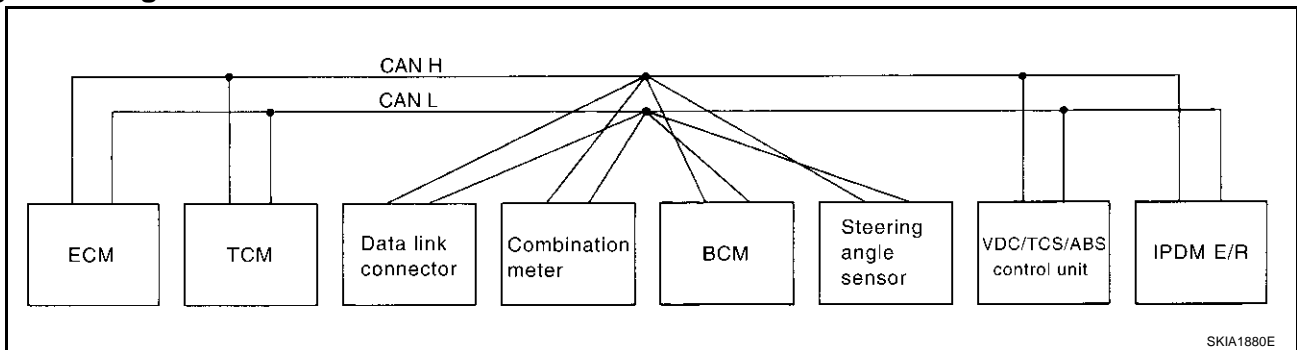 CAN H
CAN L
ECM
TCM
Data link
connector
Combination
meter
BCM
Steering
angle
sensor
VDC/TCS/ABS
control unit
IPDM E/R
SKIA1880E